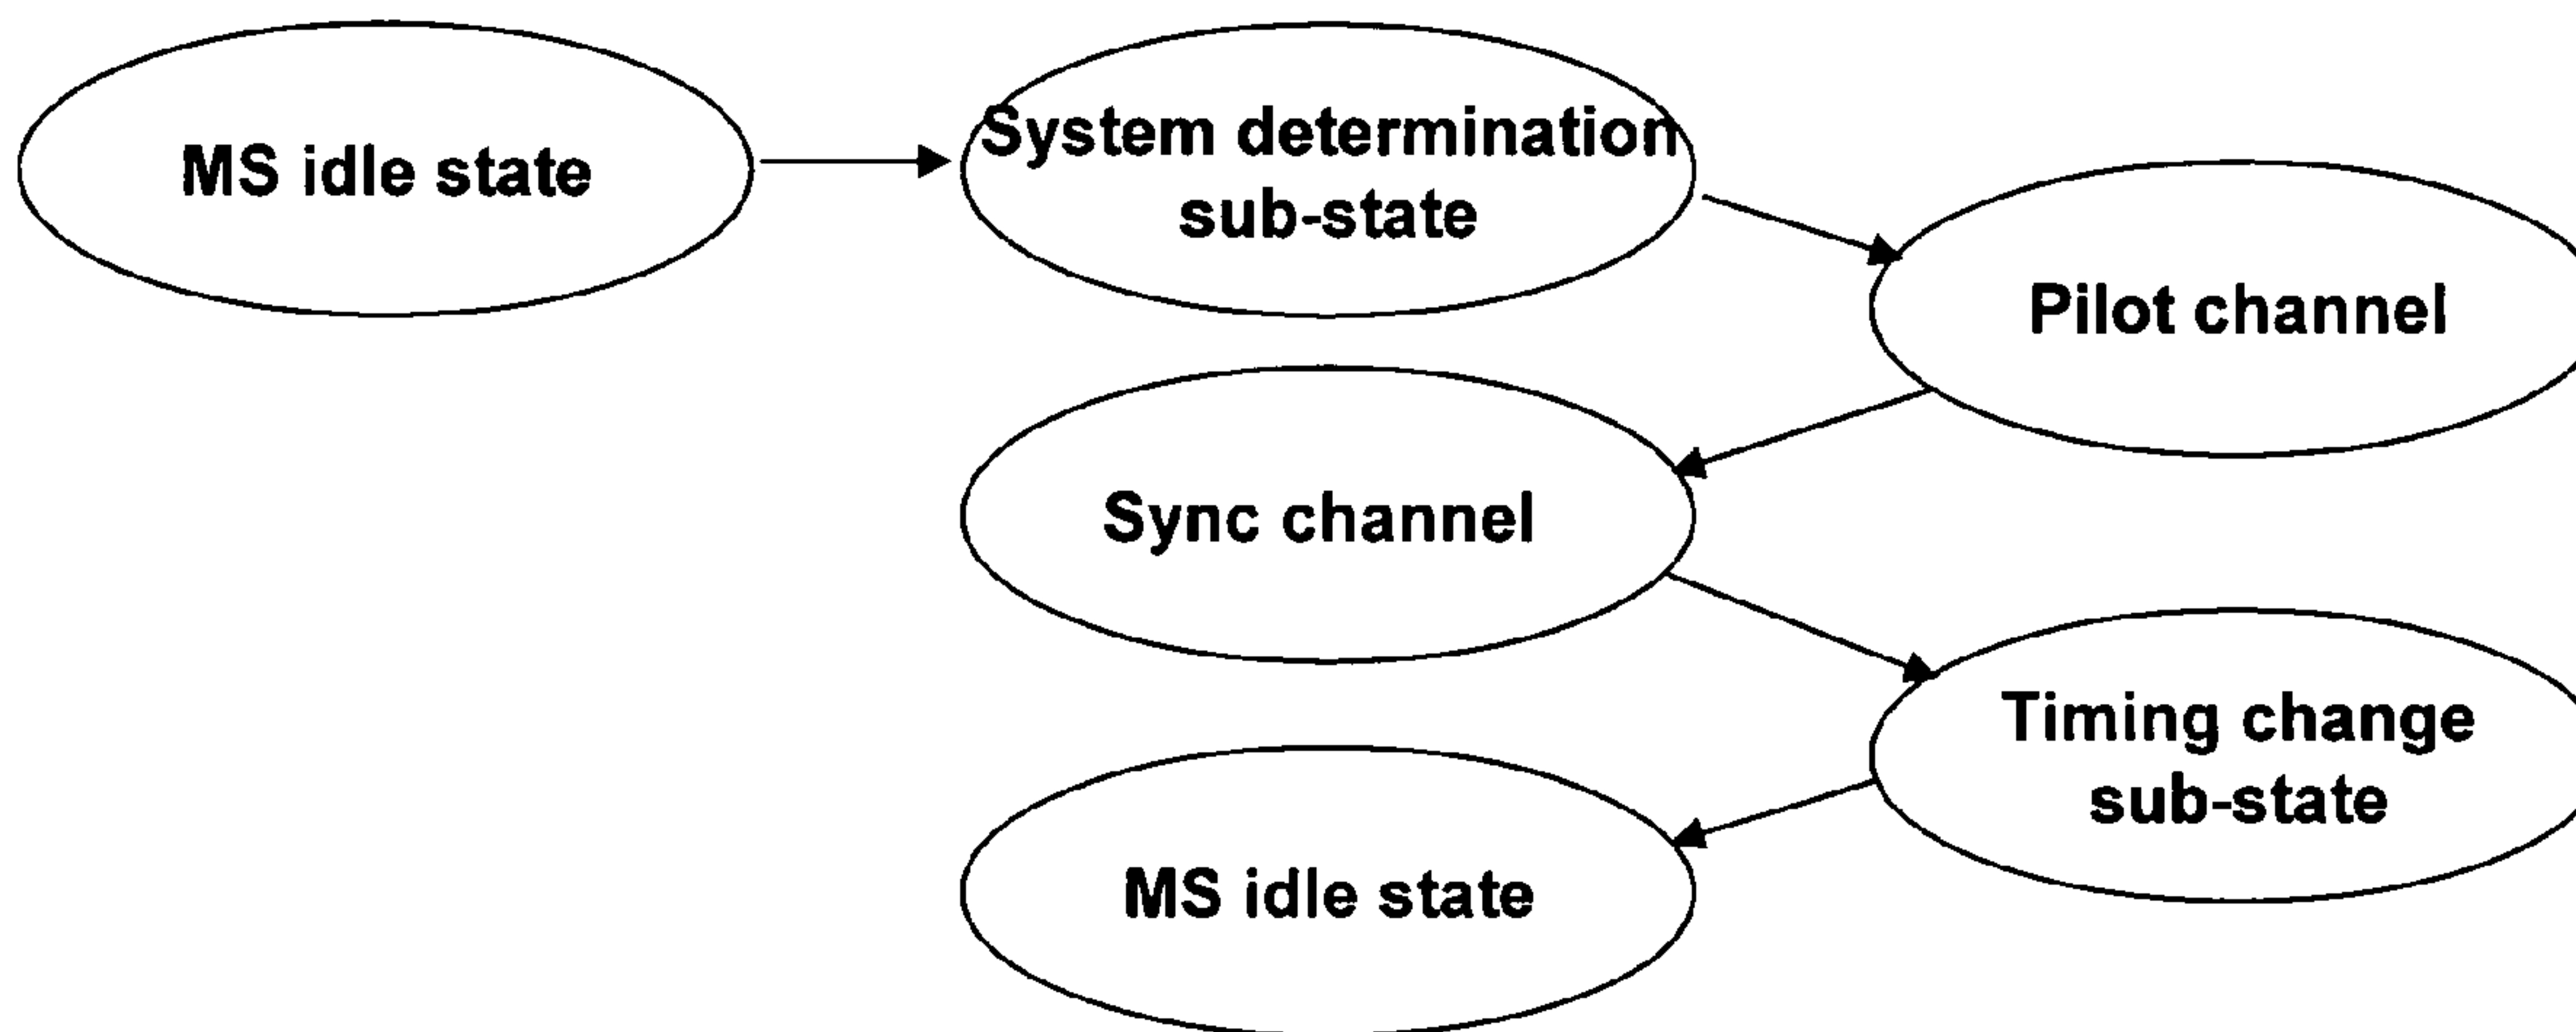 MS idle state
System determination
sub-state
Pilot channel
Sync channel
Timing change
sub-state
MS idle state